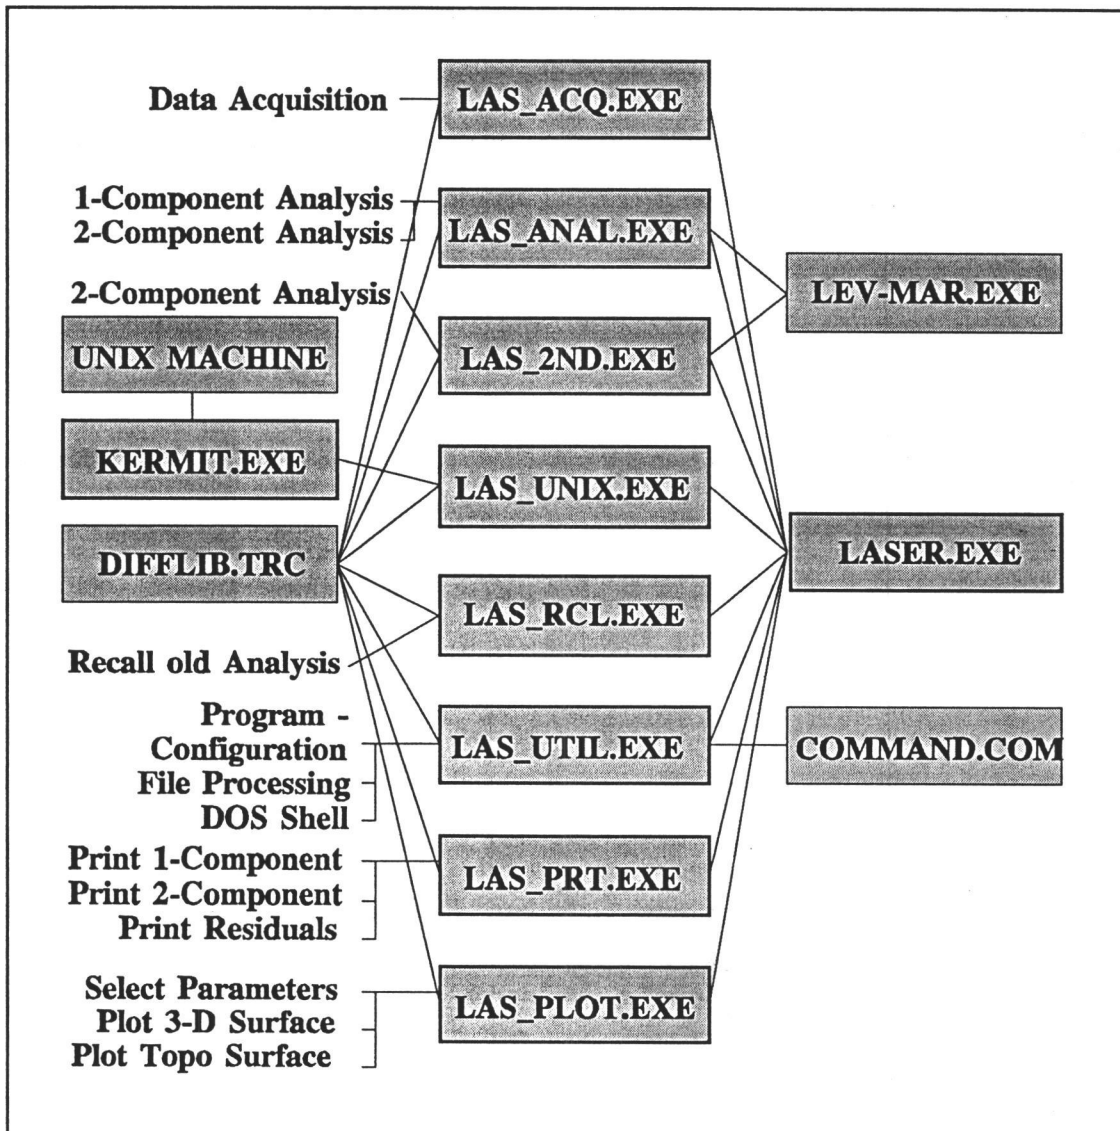 Data Acquisition
LAS_ACQ.EXE
1-Component Analysis
2-Component Analysis
LAS_ANAL.EXE
2-Component Analysis
LEV-MAR.EXE
UNIX MACHINE
LAS_2ND.EXE
KERMIT.EXE
LAS_UNIX.EXE
DIFFLIB.TRC
LASER.EXE
LAS_RCL.EXE
Recall old Analysis
Program -
Configuration
File Processing
DOS Shell
LAS_UTIL.EXE
COMMAND.COM
Print 1-Component
Print 2-Component
Print Residuals
LAS_PRT.EXE
Select Parameters
Plot 3-D Surface
Plot Topo Surface
LAS_PLOT.EXE